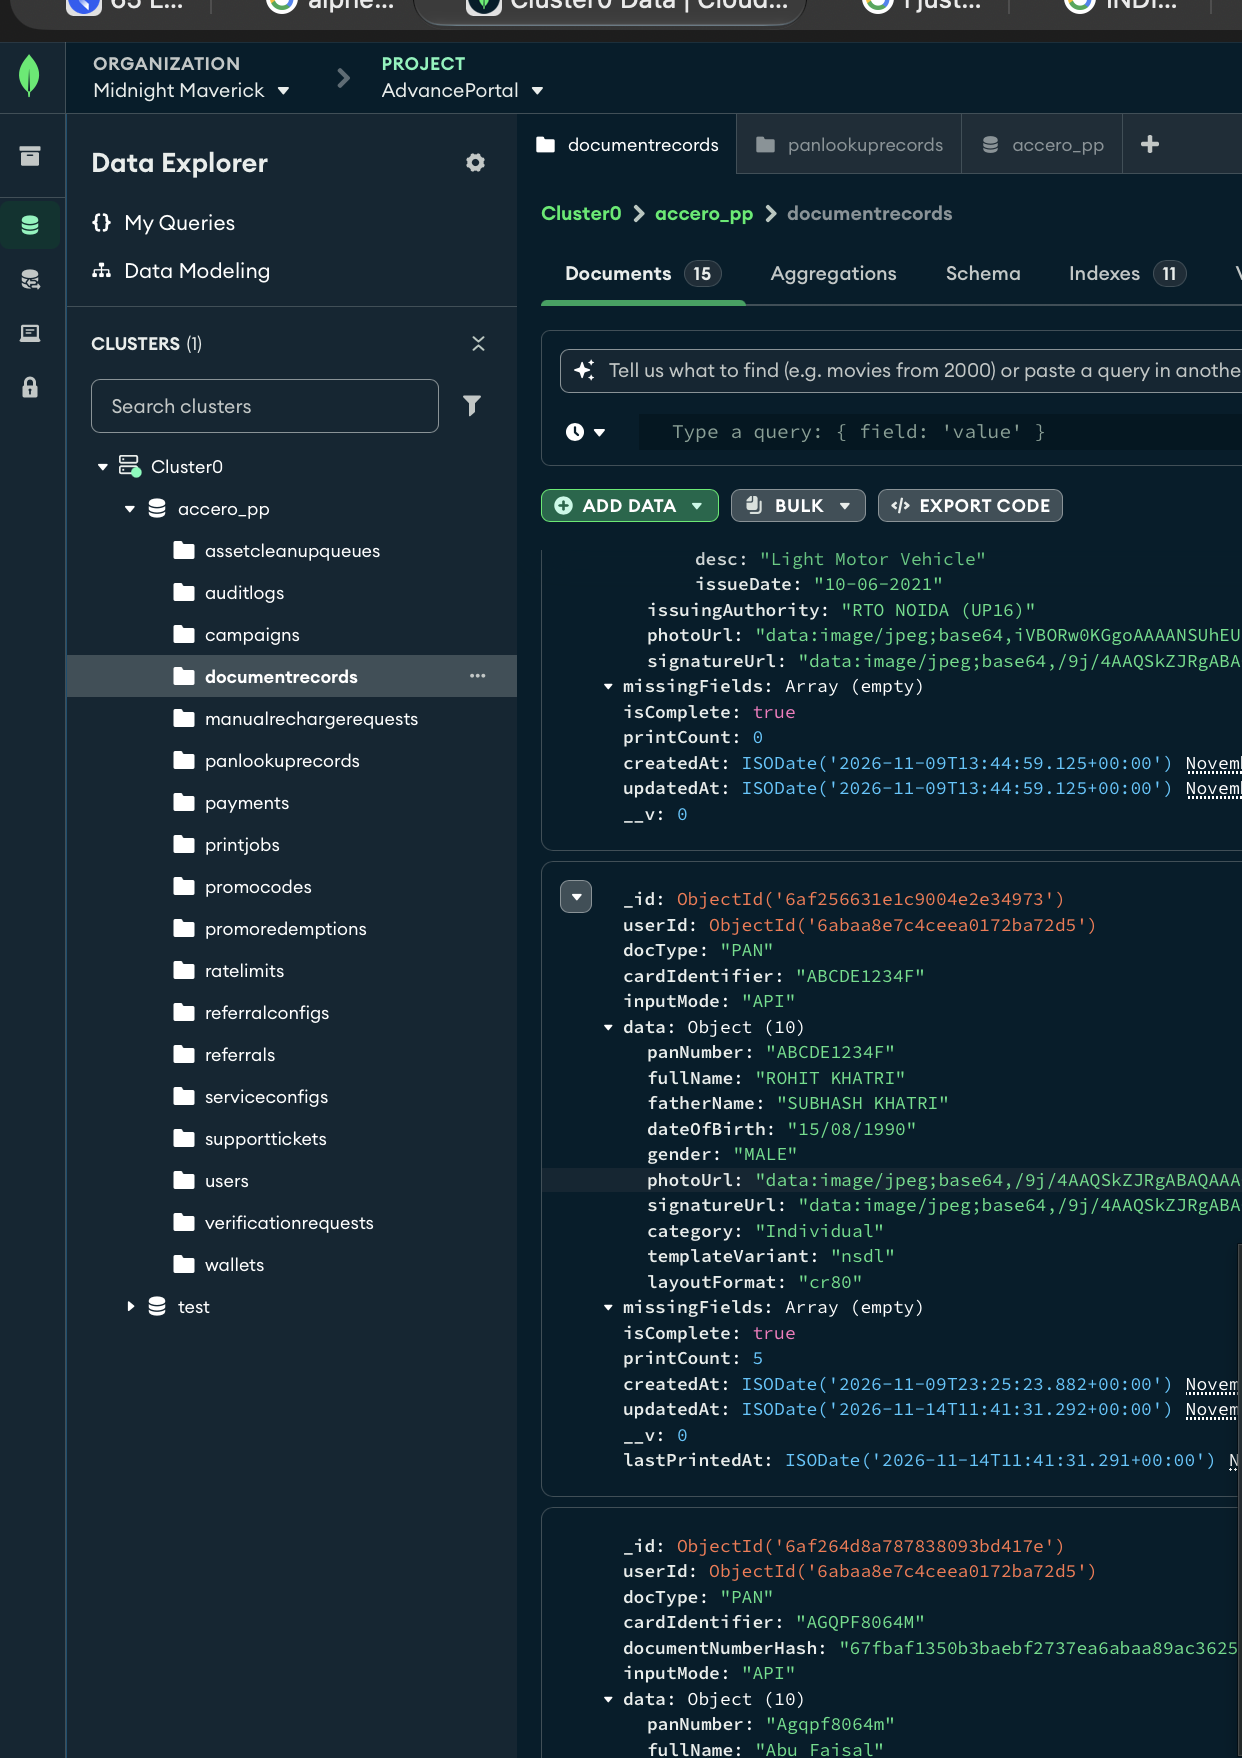 Cluster0 Data | Cloud...
ORGANIZATION
Midnight Maverick
PROJECT
AdvancePortal
Data Explorer
My Queries
Data Modeling
CLUSTERS (1)
Search clusters
Cluster0
accero_pp
assetcleanupqueues
auditlogs
campaigns
documentrecords
manualrechargerequests
panlookuprecords
payments
printjobs
promocodes
promoredemptions
ratelimits
referralconfigs
referrals
serviceconfigs
supporttickets
users
verificationrequests
wallets
test
documentrecords
panlookuprecords
accero_pp
Cluster0 > accero_pp > documentrecords
Documents 15
Aggregations
Schema
Indexes 11
Tell us what to find (e.g. movies from 2000) or paste a query in anothe
Type a query: { field: 'value' }
ADD DATA
BULK
</> EXPORT CODE
desc: "Light Motor Vehicle"
issueDate: "10-06-2021"
issuingAuthority: "RTO NOIDA (UP16)"
photoUrl: "data:image/jpeg;base64,iVBORw0KGgoAAAANSUhEU
signatureUrl: "data:image/jpeg;base64,/9j/4AAQSkZJRgABA
missingFields: Array (empty)
isComplete: true
printCount: 0
createdAt: ISODate('2026-11-09T13:44:59.125+00:00') Novem
updatedAt: ISODate('2026-11-09T13:44:59.125+00:00') Novem
__v: 0
_id: ObjectId('6af256631e1c9004e2e34973')
userId: ObjectId('6abaa8e7c4ceea0172ba72d5')
docType: "PAN"
cardIdentifier: "ABCDE1234F"
inputMode: "API"
data: Object (10)
panNumber: "ABCDE1234F"
fullName: "ROHIT KHATRI"
fatherName: "SUBHASH KHATRI"
dateOfBirth: "15/08/1990"
gender: "MALE"
photoUrl: "data:image/jpeg;base64,/9j/4AAQSkZJRgABAQAAA
signatureUrl: "data:image/jpeg;base64,/9j/4AAQSkZJRgABA
category: "Individual"
templateVariant: "nsdl"
layoutFormat: "cr80"
missingFields: Array (empty)
isComplete: true
printCount: 5
createdAt: ISODate('2026-11-09T23:25:23.882+00:00') Novem
updatedAt: ISODate('2026-11-14T11:41:31.292+00:00') Novem
__v: 0
lastPrintedAt: ISODate('2026-11-14T11:41:31.291+00:00') N
_id: ObjectId('6af264d8a787838093bd417e')
userId: ObjectId('6abaa8e7c4ceea0172ba72d5')
docType: "PAN"
cardIdentifier: "AGQPF8064M"
documentNumberHash: "67fbaf1350b3baebf2737ea6abaa89ac3625
inputMode: "API"
data: Object (10)
panNumber: "Agqpf8064m"
fullName: "Abu Faisal"